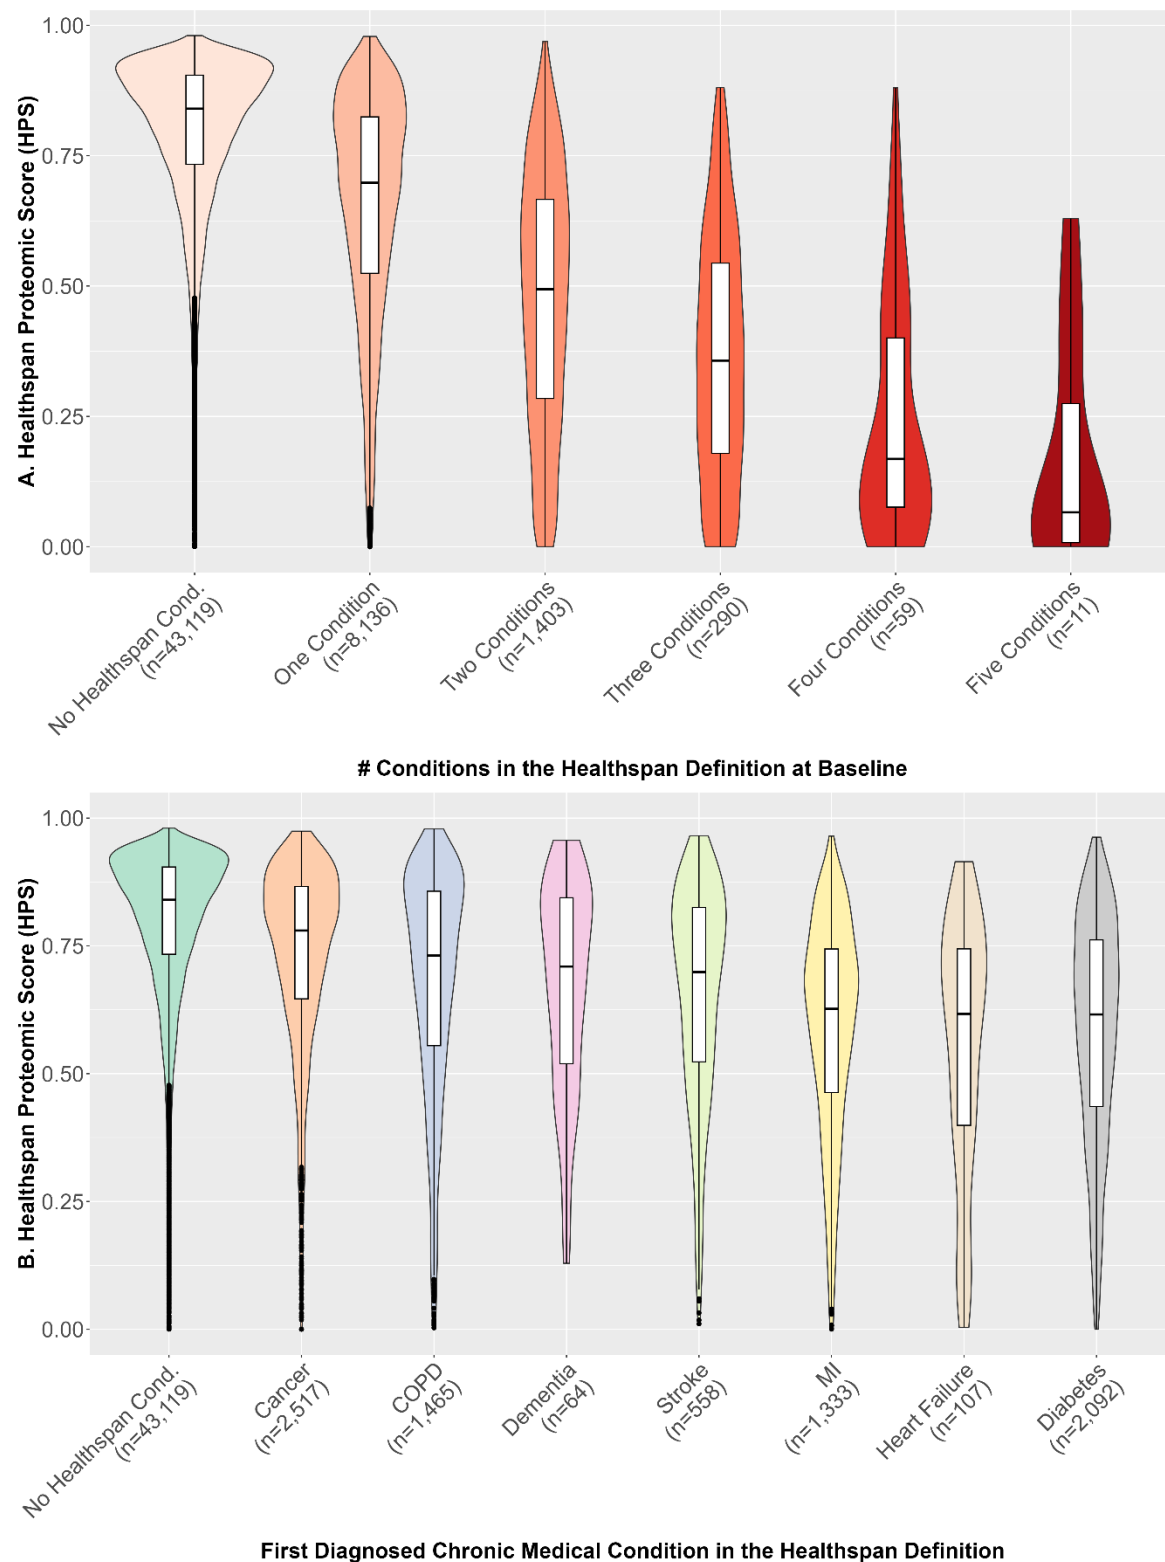 A. Healthspan Proteomic Score (HPS)
1.00
0.75
0.50
0.25
0.00
No Healthspan Cond.
(n=43,119)
One Condition
(n=8,136)
Two Conditions
(n=1,403)
Three Conditions
(n=290)
Four Conditions
(n=59)
Five Conditions
(n=11)
# Conditions in the Healthspan Definition at Baseline
B. Healthspan Proteomic Score (HPS)
1.00
0.75
0.50
0.25
0.00
No Healthspan Cond.
(n=43,119)
Cancer
(n=2,517)
COPD
(n=1,465)
Dementia
(n=64)
Stroke
(n=558)
MI
(n=1,333)
Heart Failure
(n=107)
Diabetes
(n=2,092)
First Diagnosed Chronic Medical Condition in the Healthspan Definition